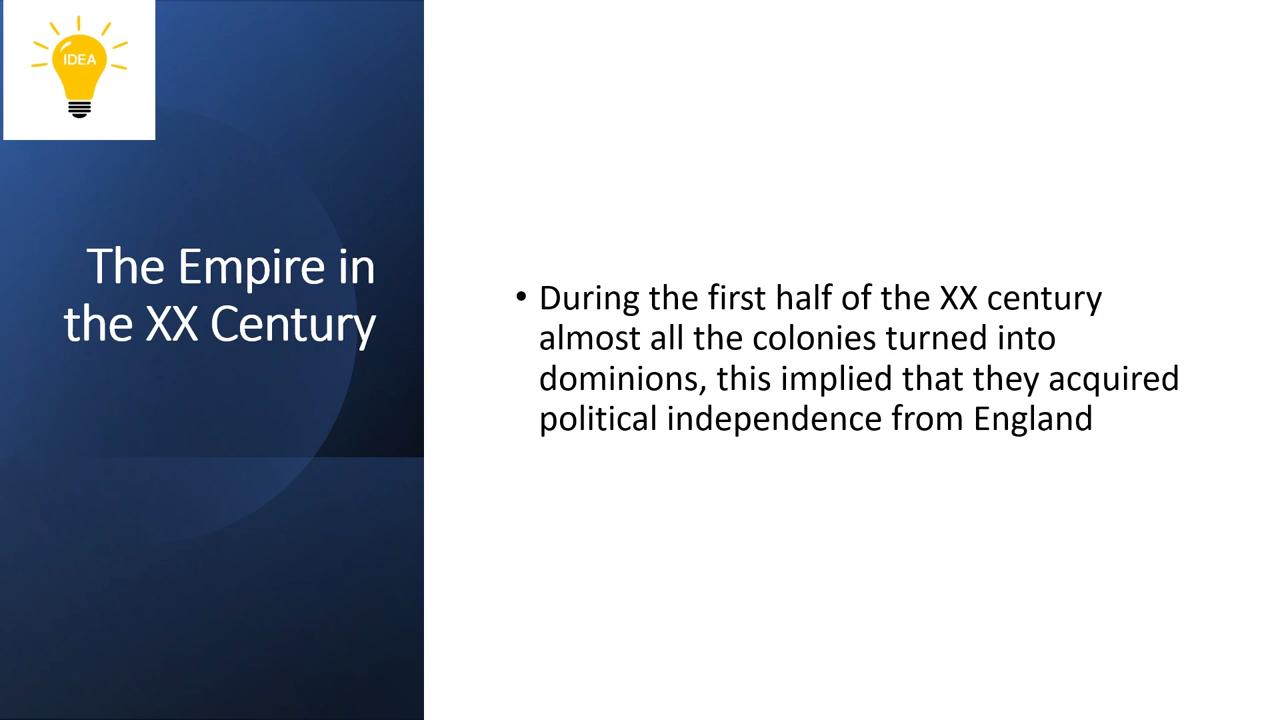 IDEA
The Empire in
the XX Century
• During the first half of the XX century
almost all the colonies turned into
dominions, this implied that they acquired
political independence from England